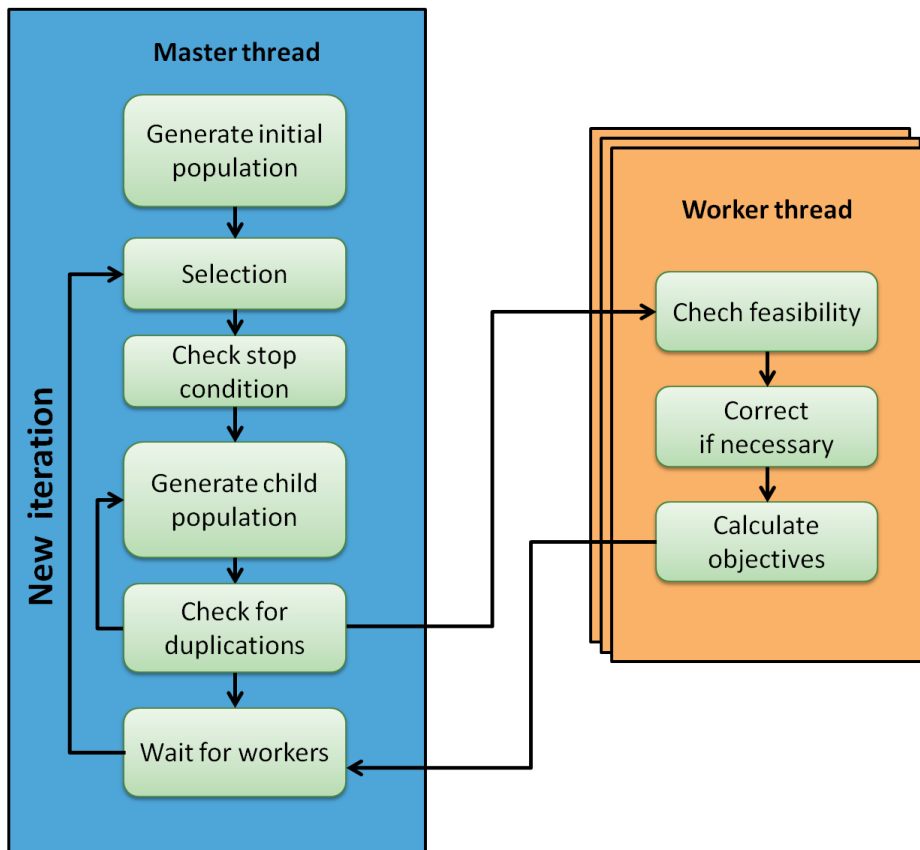 Master thread
Generate initial
population
Selection
Check stop
condition
Generate child
population
Check for
duplications
Wait for workers
New iteration
Worker thread
Chech feasibility
Correct
if necessary
Calculate
objectives